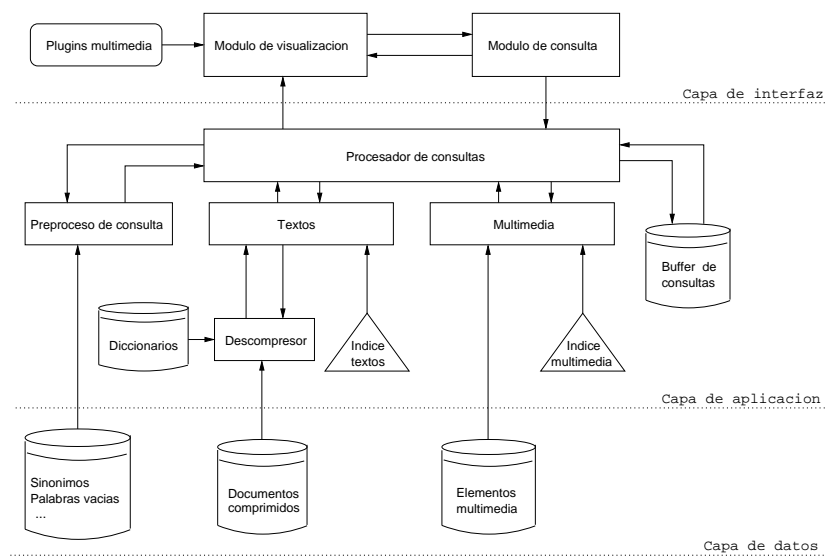 Plugins multimedia
Modulo de visualizacion
Modulo de consulta
Capa de interfaz
Procesador de consultas
Preproceso de consulta
Textos
Multimedia
Buffer de
consultas
Diccionarios
Descompresor
Indice
textos
Indice
multimedia
Capa de aplicacion
Sinonimos
Palabras vacias
...
Documentos
comprimidos
Elementos
multimedia
Capa de datos